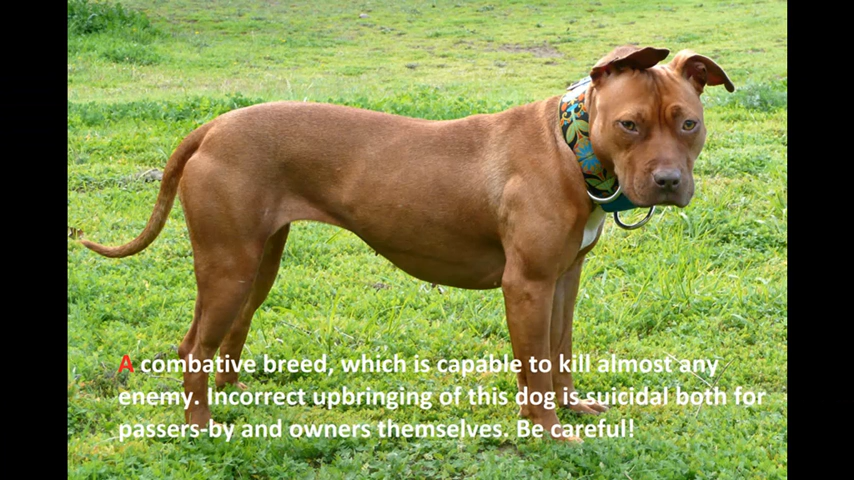 A combative breed, which is capable to kill almost any
enemy. Incorrect upbringing of this dog is suicidal both for
passers-by and owners themselves. Be careful!